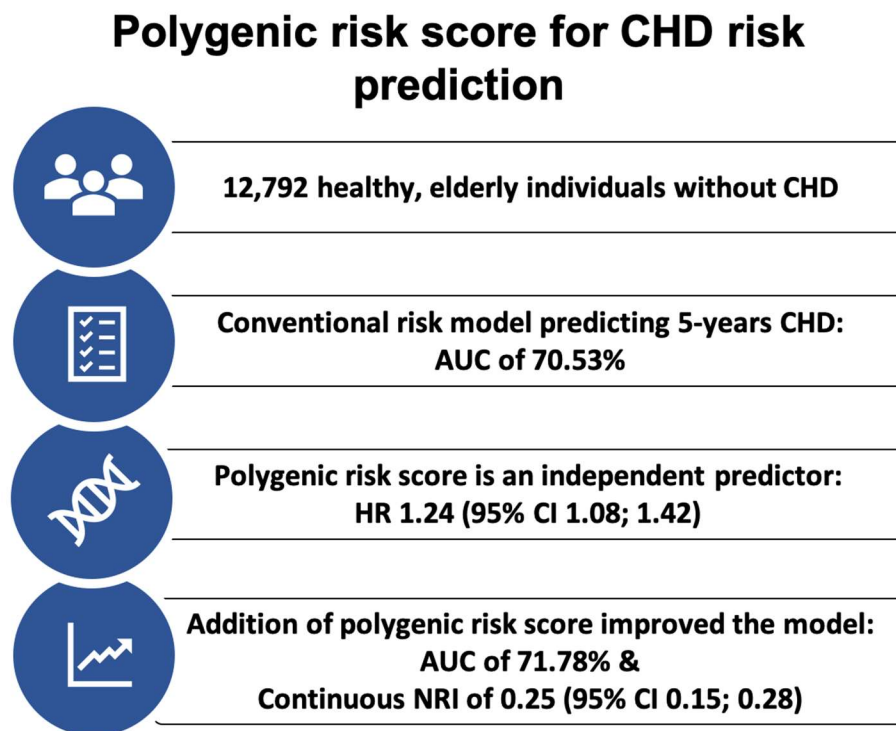 Polygenic risk score for CHD risk
prediction
12,792 healthy, elderly individuals without CHD
Conventional risk model predicting 5-years CHD:
AUC of 70.53%
Polygenic risk score is an independent predictor:
HR 1.24 (95% CI 1.08; 1.42)
Addition of polygenic risk score improved the model:
AUC of 71.78% &
Continuous NRI of 0.25 (95% CI 0.15; 0.28)